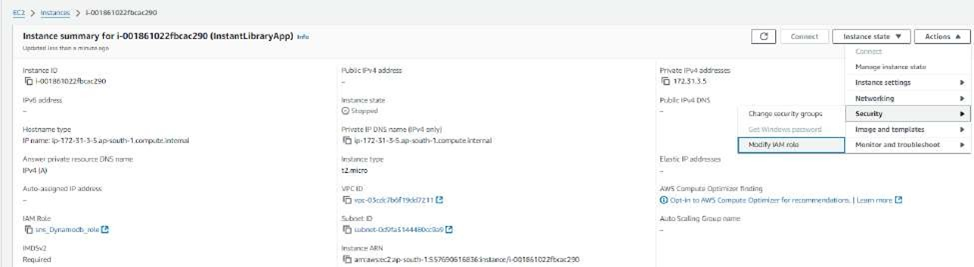 EC2 > Instances > i-001861022fbcac290
Instance summary for i-001861022fbcac290 (InstantLibraryApp) Info
Connect
Instance state ▼
Actions ▲
Updated less than a minute ago
Connect
Manage instance state
Instance settings
Networking
Security
Image and templates
Monitor and troubleshoot
Change security groups
Get Windows password
Modify IAM role
Instance ID
i-001861022fbcac290
Public IPv4 address
–
Private IPv4 addresses
172.31.3.5
IPv6 address
–
Instance state
Stopped
Public IPv4 DNS
–
Hostname type
IP name: ip-172-31-3-5.ap-south-1.compute.internal
Private IP DNS name (IPv4 only)
ip-172-31-3-5.ap-south-1.compute.internal
Answer private resource DNS name
IPv4 (A)
Instance type
t2.micro
Elastic IP addresses
–
Auto-assigned IP address
–
VPC ID
vpc-03cdc7b6f19dd7211
AWS Compute Optimizer finding
Opt-in to AWS Compute Optimizer for recommendations. | Learn more
IAM Role
sns_Dynamodb_role
Subnet ID
subnet-0d9fa5144480cc9a9
Auto Scaling Group name
–
IMDSv2
Required
Instance ARN
arn:aws:ec2:ap-south-1:557690616836:instance/i-001861022fbcac290